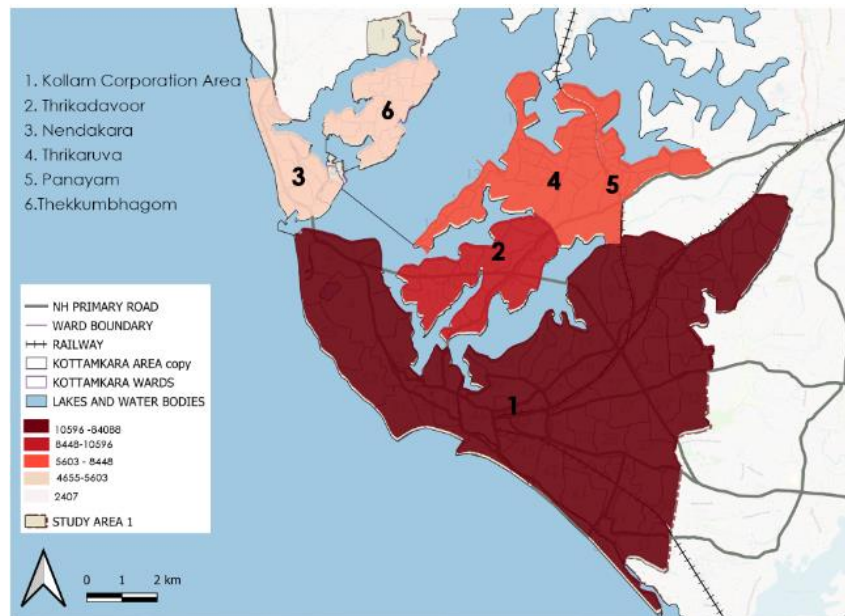 1. Kollam Corporation Area
2. Thrikadavoor
3. Nendakara
4. Thrikaruva
5. Panayam
6.Thekkumbhagom
6
3
4
5
2
1
NH PRIMARY ROAD
WARD BOUNDARY
RAILWAY
KOTTAMKARA AREA copy
KOTTAMKARA WARDS
LAKES AND WATER BODIES
10596 -84088
8448-10596
5603 - 8448
4655-5603
2407
STUDY AREA 1
0 1 2 km